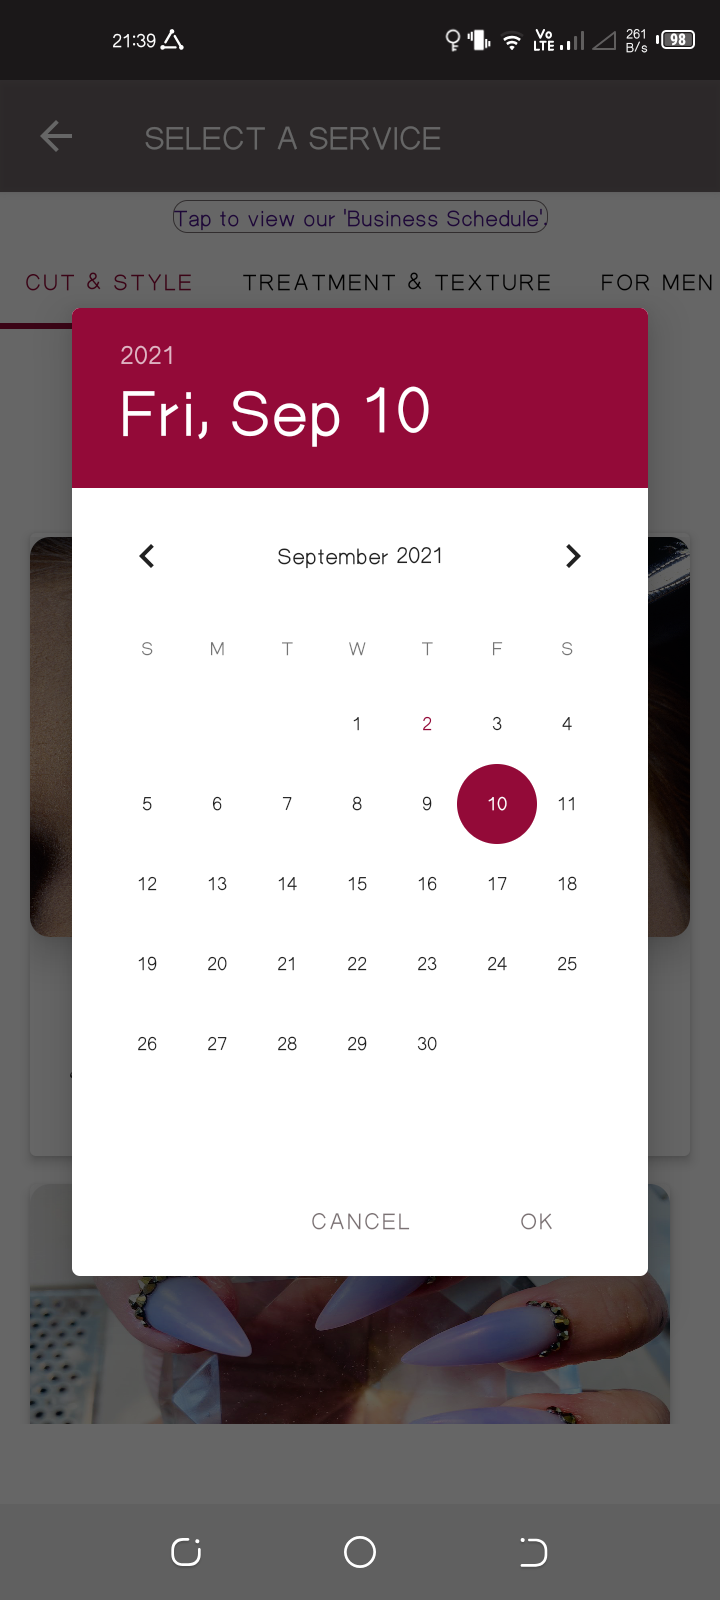 21:39 Vo LTE 261 B/s 98
SELECT A SERVICE
Tap to view our 'Business Schedule'.
CUT & STYLE TREATMENT & TEXTURE FOR MEN
2021
Fri, Sep 10
September 2021
S M T W T F S
1 2 3 4
5 6 7 8 9 10 11
12 13 14 15 16 17 18
19 20 21 22 23 24 25
26 27 28 29 30
CANCEL OK